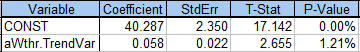 Variable Coefficient StdErr T-Stat P-Value
CONST 40.287 2.350 17.142 0.00%
aWthr.TrendVar 0.058 0.022 2.655 1.21%